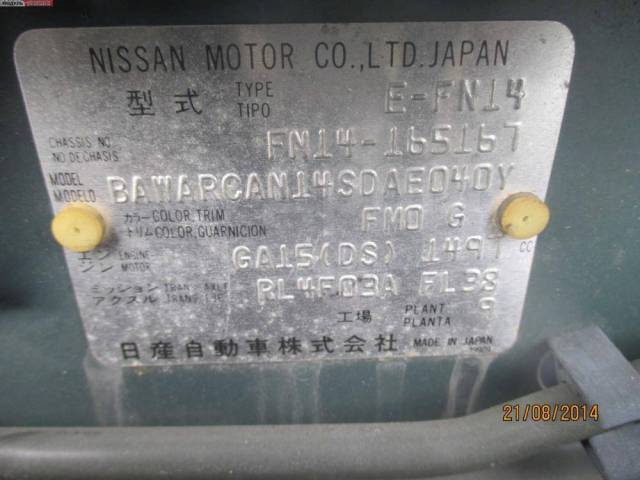 NISSAN MOTOR CO.,LTD.JAPAN
型式 TYPE TIPO E-FN14
CHASSIS NO. NO DE CHASIS FN14-165167
MODEL MODELO BAWARCAN14SDAE040Y
カラー COLOR,TRIM
トリム COLOR,GUARNICION FM0 G
エンジン ENGINE MOTOR GA15(DS) 1497 CC
ミッション TRANS. AXLE
アクスル TRANS. EJE RL4F03A FL38
工場 PLANT PLANTA 9
日産自動車株式会社 MADE IN JAPAN
21/08/2014